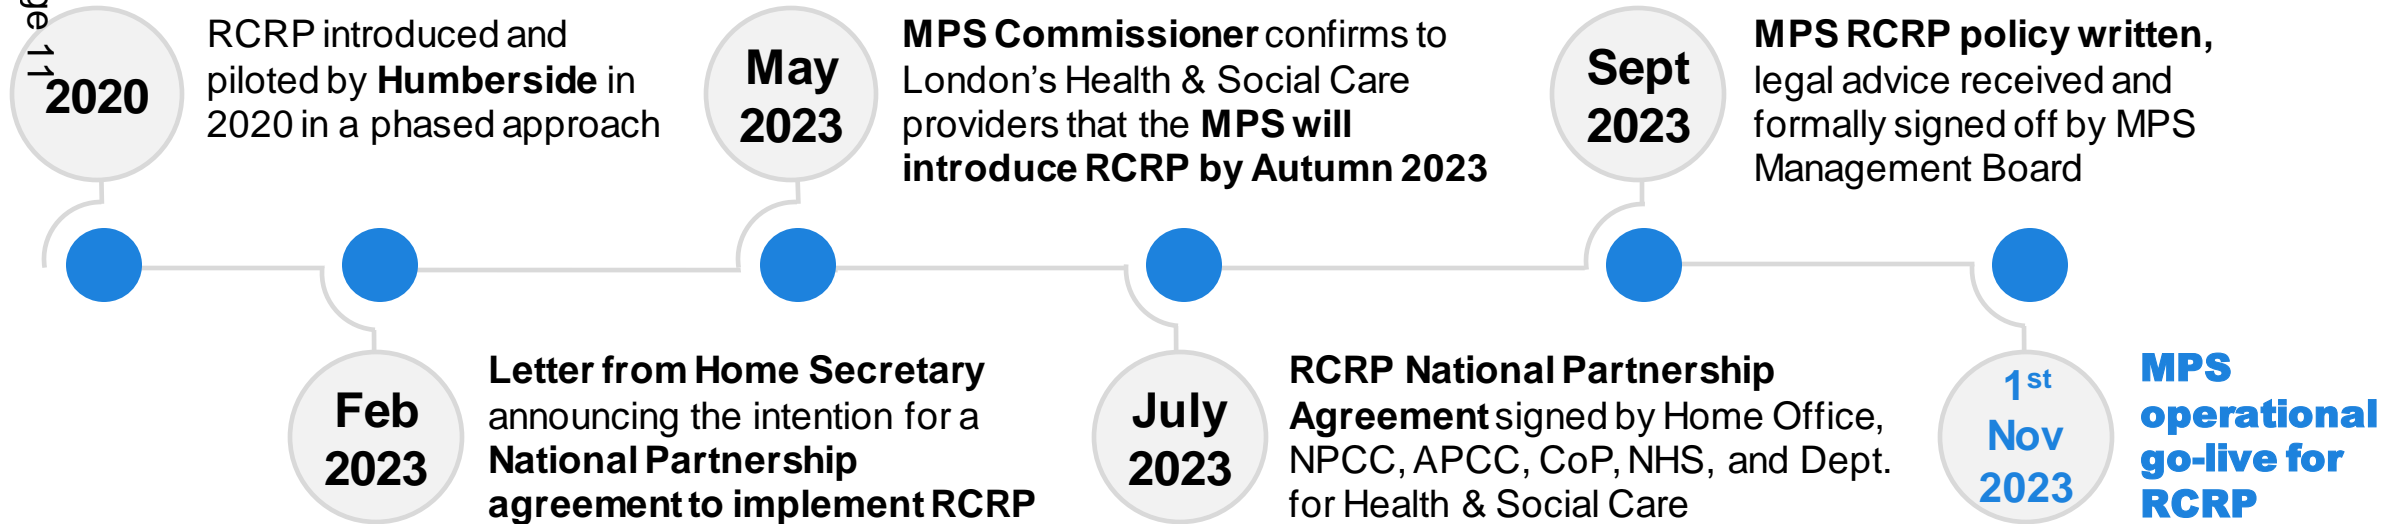 ge 11
2020
RCRP introduced and
piloted by Humberside in
2020 in a phased approach
Feb
2023
Letter from Home Secretary
announcing the intention for a
National Partnership
agreement to implement RCRP
May
2023
MPS Commissioner confirms to
London's Health & Social Care
providers that the MPS will
introduce RCRP by Autumn 2023
July
2023
RCRP National Partnership
Agreement signed by Home Office,
NPCC, APCC, CoP, NHS, and Dept.
for Health & Social Care
Sept
2023
MPS RCRP policy written,
legal advice received and
formally signed off by MPS
Management Board
1st
Nov
2023
MPS
operational
go-live for
RCRP